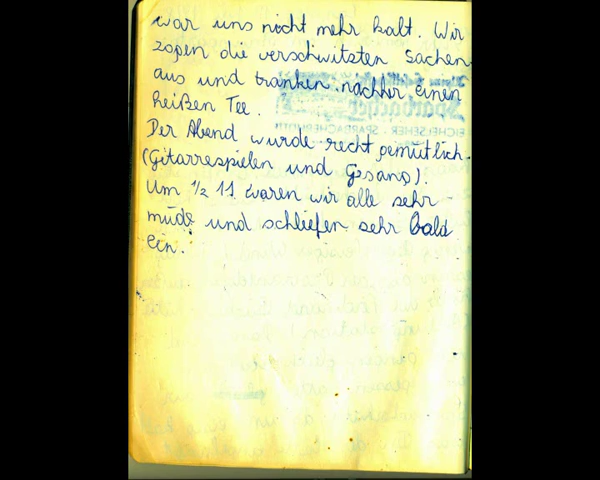 war uns nicht mehr kalt. Wir
zogen die verschwitzten Sachen
aus und tranken nachher einen
heißen Tee.
Der Abend wurde recht gemütlich.
(Gitarrespielen und Gesang).
Um 1/2 11 waren wir alle sehr
müde und schliefen sehr bald
ein.